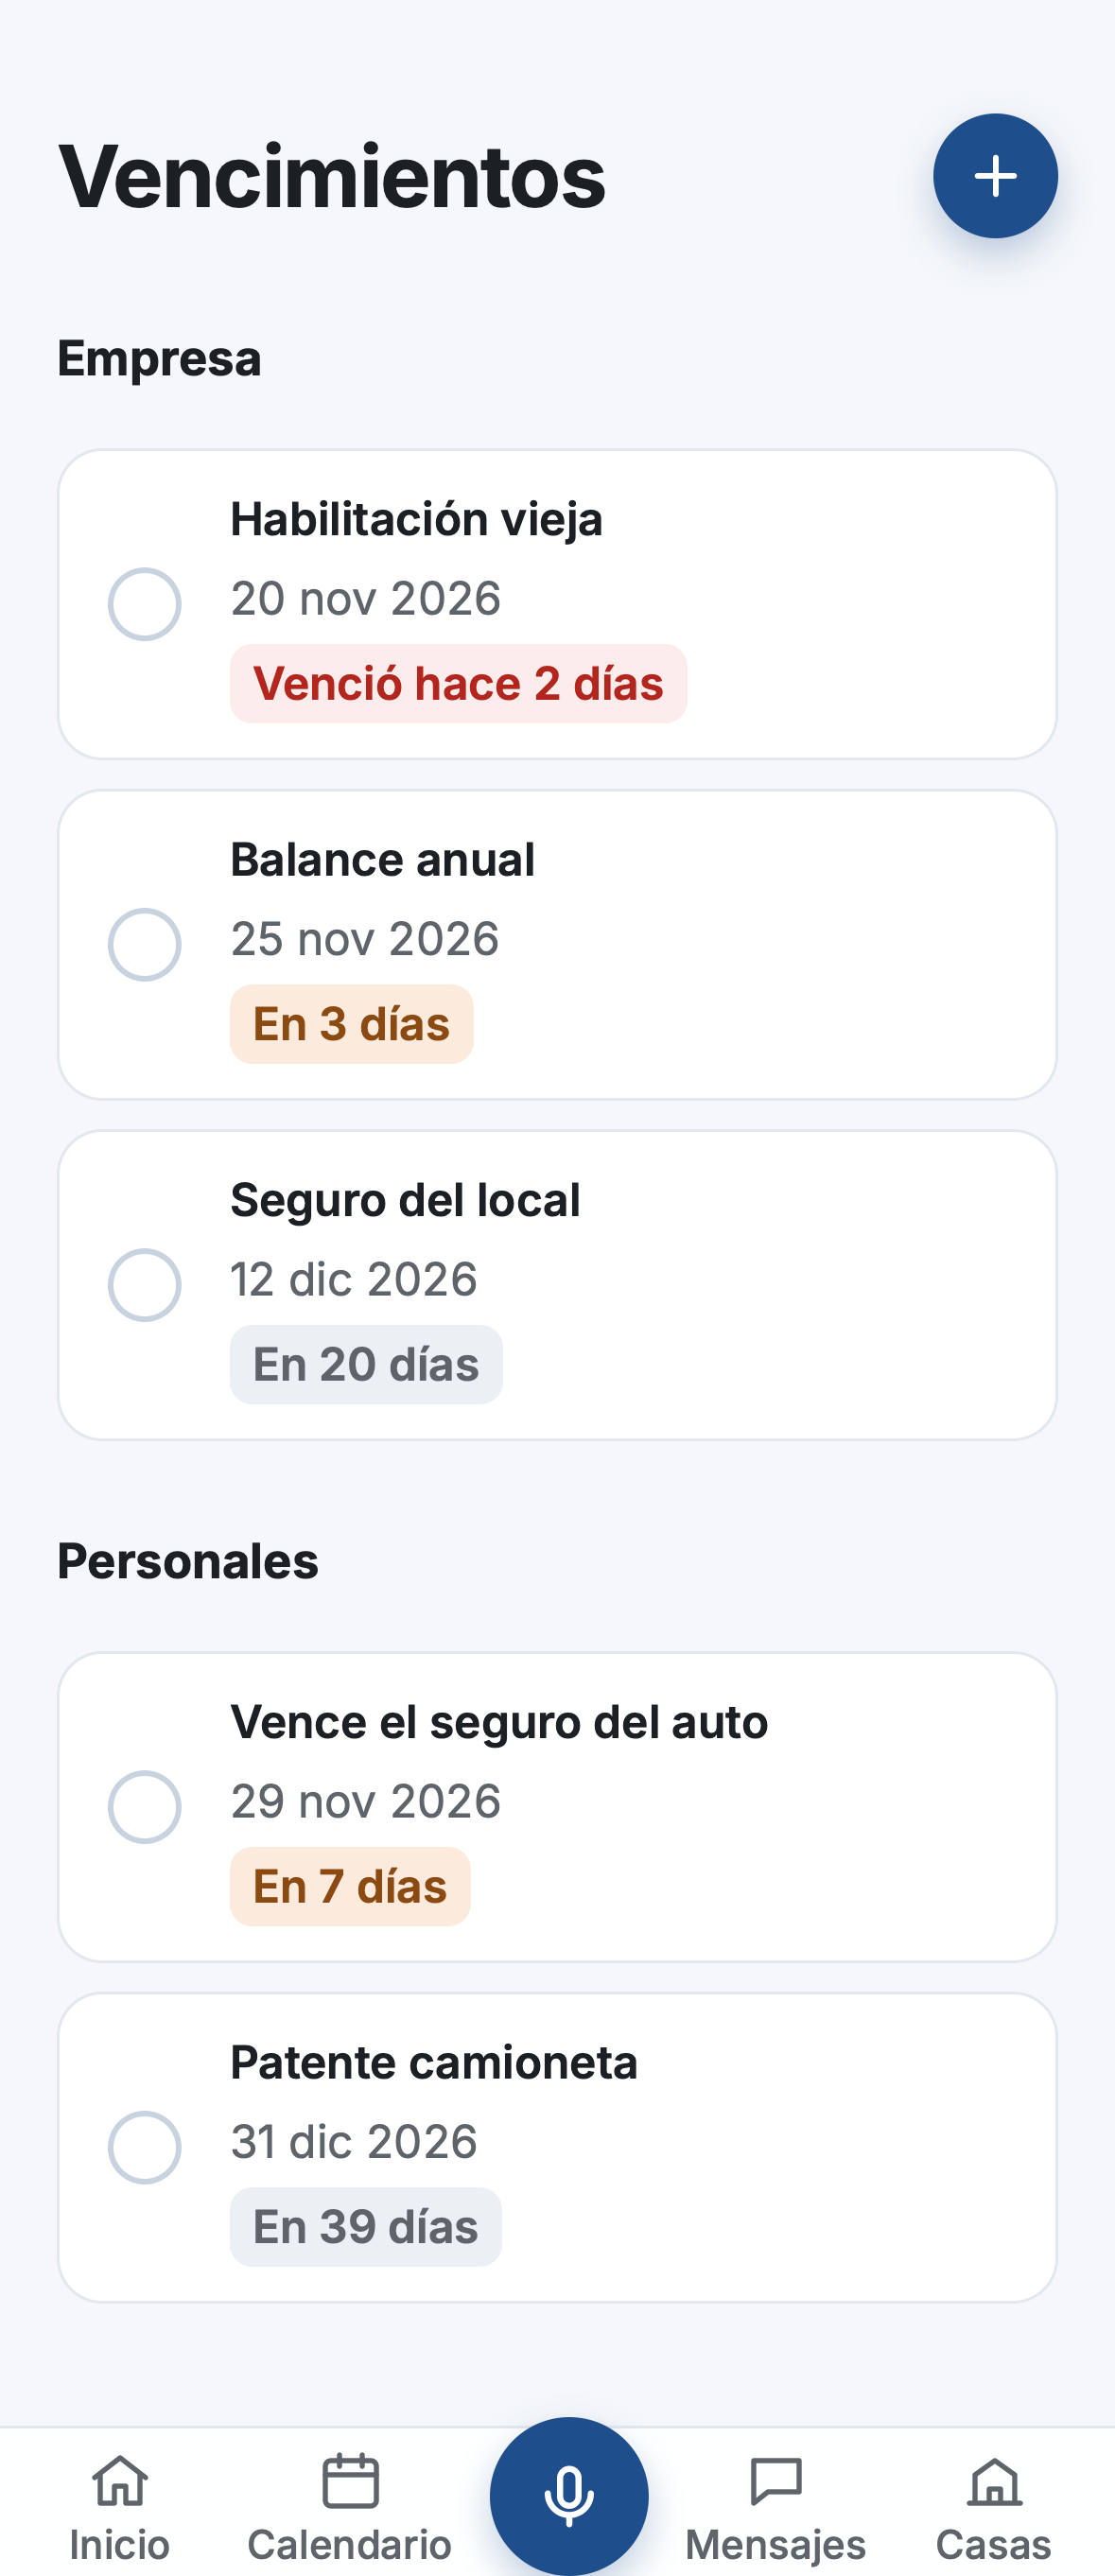 Vencimientos
Empresa
Habilitación vieja
20 nov 2026
Venció hace 2 días
Balance anual
25 nov 2026
En 3 días
Seguro del local
12 dic 2026
En 20 días
Personales
Vence el seguro del auto
29 nov 2026
En 7 días
Patente camioneta
31 dic 2026
En 39 días
Inicio
Calendario
Mensajes
Casas